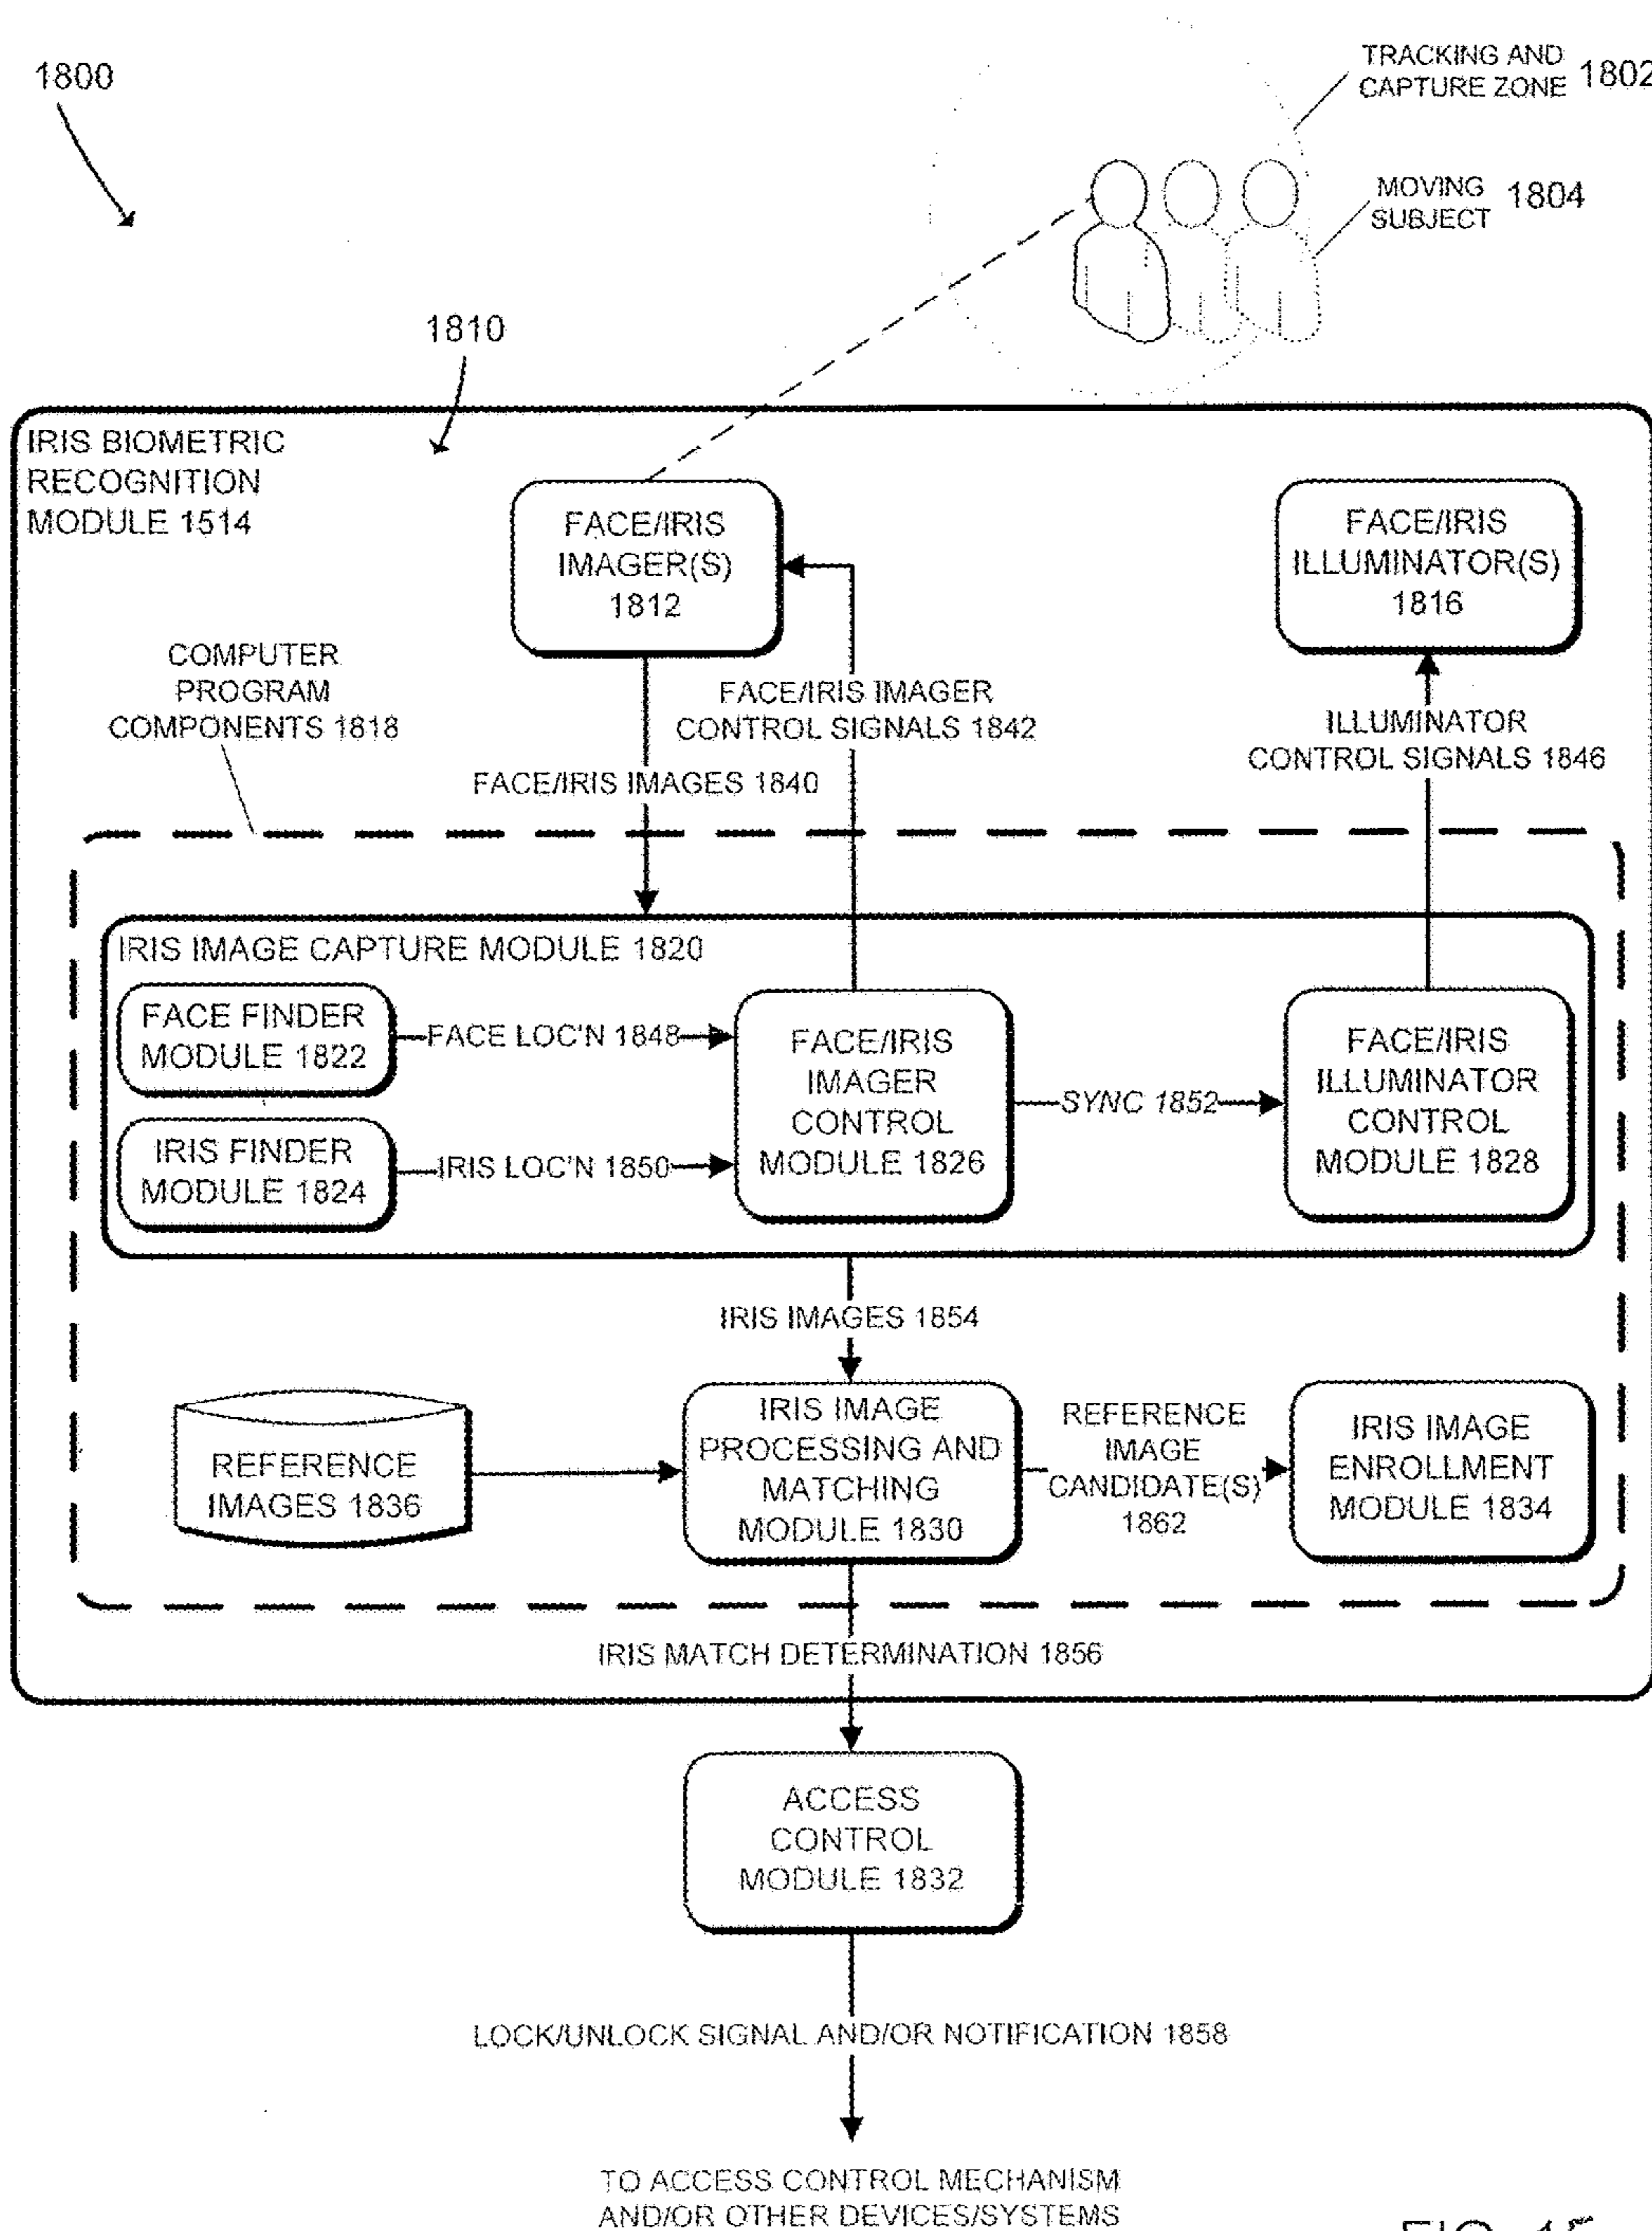 1800
TRACKING AND
CAPTURE ZONE 1802
MOVING
SUBJECT 1804
1810
IRIS BIOMETRIC
RECOGNITION
MODULE 1514
FACE/IRIS
IMAGER(S)
1812
FACE/IRIS
ILLUMINATOR(S)
1816
COMPUTER
PROGRAM
COMPONENTS 1818
FACE/IRIS IMAGER
CONTROL SIGNALS 1842
ILLUMINATOR
CONTROL SIGNALS 1846
FACE/IRIS IMAGES 1840
IRIS IMAGE CAPTURE MODULE 1820
FACE FINDER
MODULE 1822
FACE LOC'N 1848
IRIS FINDER
MODULE 1824
IRIS LOC'N 1850
FACE/IRIS
IMAGER
CONTROL
MODULE 1826
SYNC 1852
FACE/IRIS
ILLUMINATOR
CONTROL
MODULE 1828
IRIS IMAGES 1854
REFERENCE
IMAGES 1836
IRIS IMAGE
PROCESSING AND
MATCHING
MODULE 1830
REFERENCE
IMAGE
CANDIDATE(S)
1862
IRIS IMAGE
ENROLLMENT
MODULE 1834
IRIS MATCH DETERMINATION 1856
ACCESS
CONTROL
MODULE 1832
LOCK/UNLOCK SIGNAL AND/OR NOTIFICATION 1858
TO ACCESS CONTROL MECHANISM
AND/OR OTHER DEVICES/SYSTEMS
FIG. 15